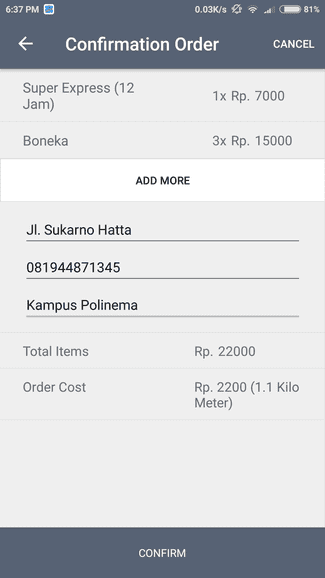 6:37 PM 0.03K/s 81%
Confirmation Order CANCEL
Super Express (12 1x Rp. 7000
Jam)
Boneka 3x Rp. 15000
ADD MORE
Jl. Sukarno Hatta
081944871345
Kampus Polinema
Total Items Rp. 22000
Order Cost Rp. 2200 (1.1 Kilo
Meter)
CONFIRM